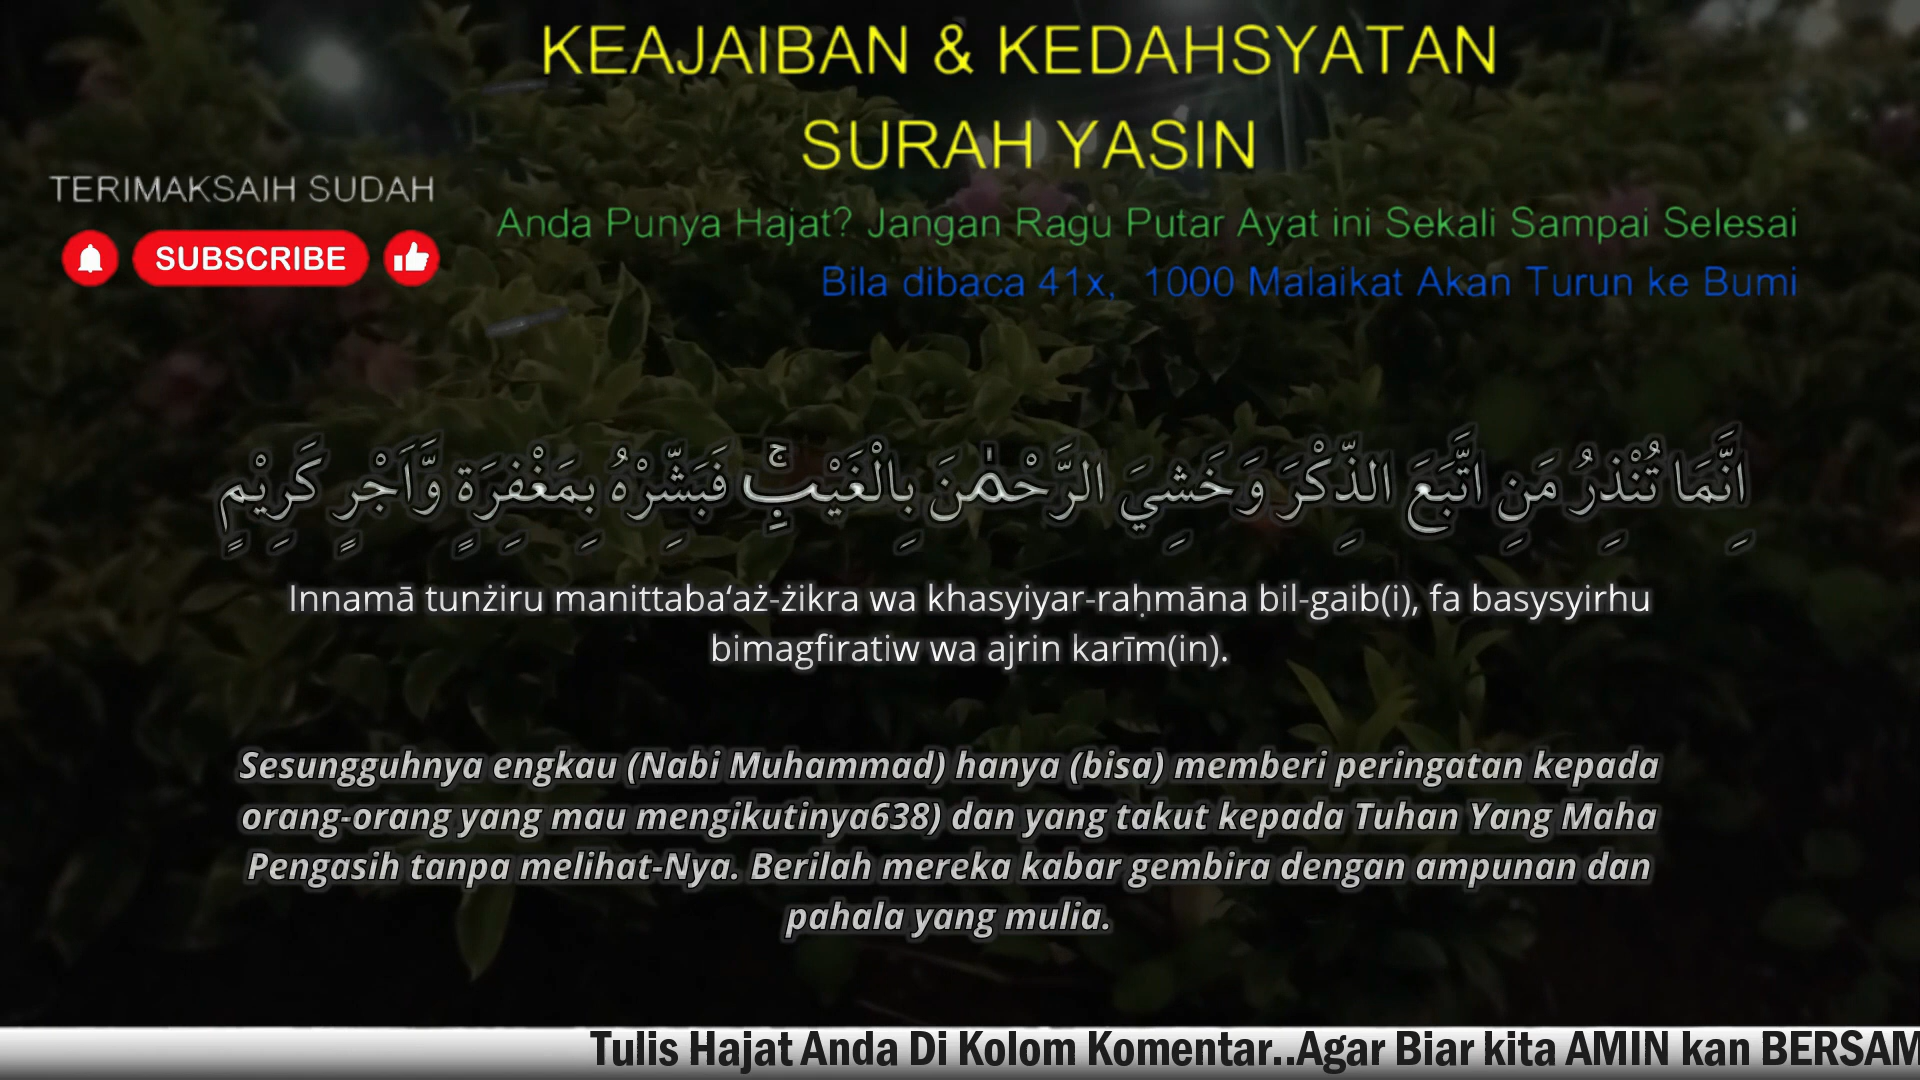 KEAJAIBAN & KEDAHSYATAN
SURAH YASIN
TERIMAKSAIH SUDAH
SUBSCRIBE
Anda Punya Hajat? Jangan Ragu Putar Ayat ini Sekali Sampai Selesai
Bila dibaca 41x, 1000 Malaikat Akan Turun ke Bumi
اِنَّمَا تُنْذِرُ مَنِ اتَّبَعَ الذِّكْرَ وَخَشِيَ الرَّحْمٰنَ بِالْغَيْبِۚ فَبَشِّرْهُ بِمَغْفِرَةٍ وَّاَجْرٍ كَرِيْمٍ
Innamā tunżiru manittaba‘aż-żikra wa khasyiyar-raḥmāna bil-gaib(i), fa basysyirhu
bimagfiratiw wa ajrin karīm(in).
Sesungguhnya engkau (Nabi Muhammad) hanya (bisa) memberi peringatan kepada
orang-orang yang mau mengikutinya638) dan yang takut kepada Tuhan Yang Maha
Pengasih tanpa melihat-Nya. Berilah mereka kabar gembira dengan ampunan dan
pahala yang mulia.
Tulis Hajat Anda Di Kolom Komentar..Agar Biar kita AMIN kan BERSAM